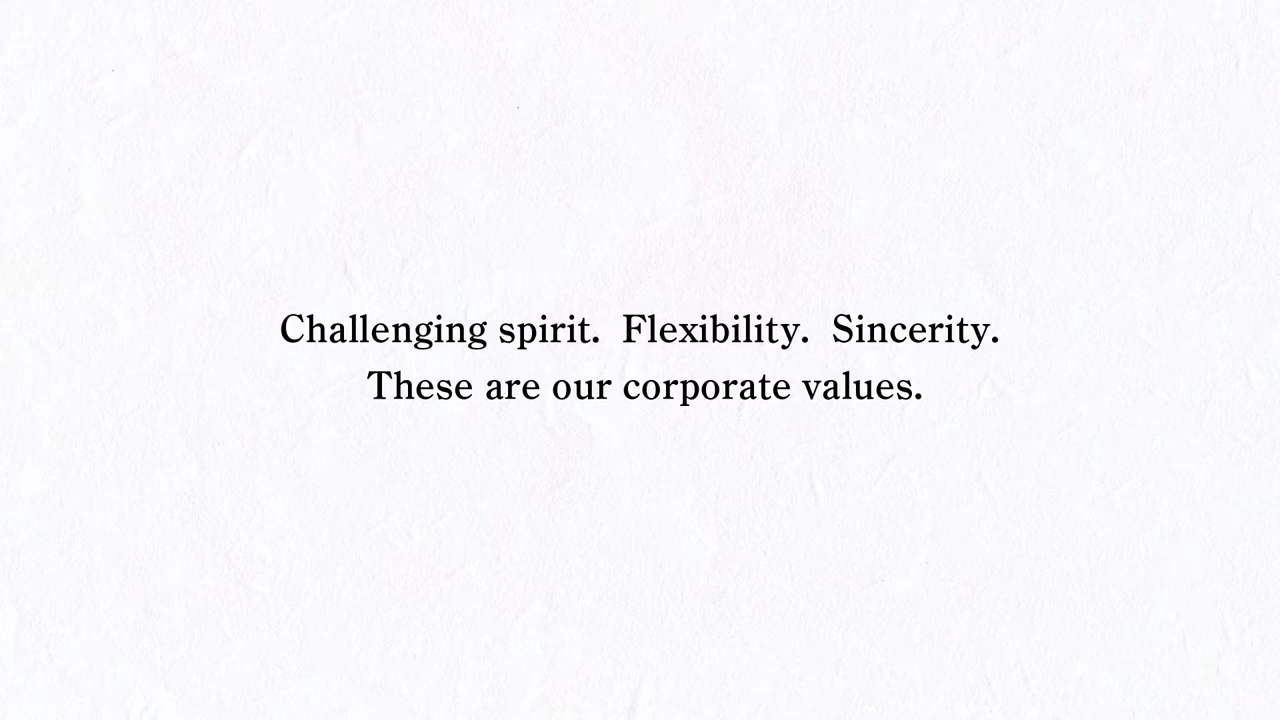 Challenging spirit.  Flexibility.  Sincerity.
These are our corporate values.